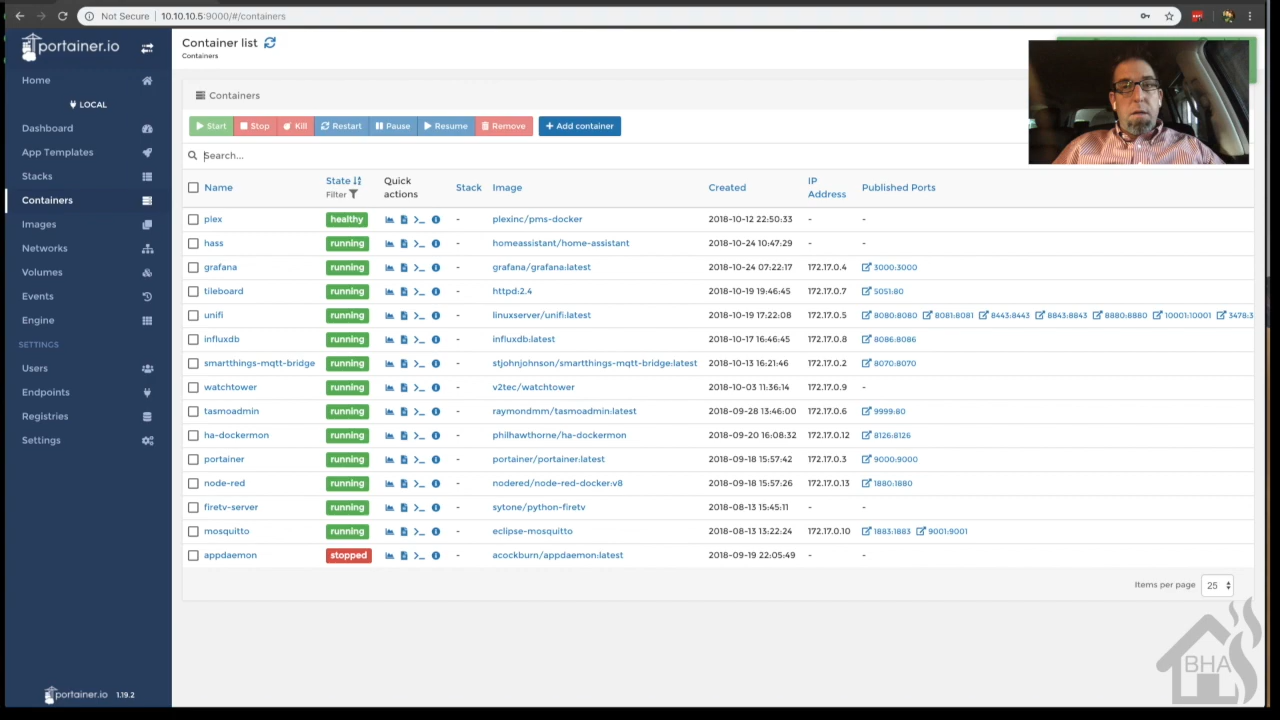 Not Secure 10.10.10.5:9000/#/containers
portainer.io
Container list
Containers
Home
LOCAL
Dashboard
App Templates
Stacks
Containers
Images
Networks
Volumes
Events
Engine
SETTINGS
Users
Endpoints
Registries
Settings
portainer.io 1.19.2
Containers
Start Stop Kill Restart Pause Resume Remove + Add container
Search...
Name State Filter Quick actions Stack Image Created IP Address Published Ports
plex healthy - plexinc/pms-docker 2018-10-12 22:50:33 - -
hass running - homeassistant/home-assistant 2018-10-24 10:47:29 - -
grafana running - grafana/grafana:latest 2018-10-24 07:22:17 172.17.0.4 3000:3000
tileboard running - httpd:2.4 2018-10-19 19:46:45 172.17.0.7 5051:80
unifi running - linuxserver/unifi:latest 2018-10-19 17:22:08 172.17.0.5 8080:8080 8081:8081 8443:8443 8843:8843 8880:8880 10001:10001 3478:3
influxdb running - influxdb:latest 2018-10-17 16:46:45 172.17.0.8 8086:8086
smartthings-mqtt-bridge running - stjohnjohnson/smartthings-mqtt-bridge:latest 2018-10-13 16:21:46 172.17.0.2 8070:8070
watchtower running - v2tec/watchtower 2018-10-03 11:36:14 172.17.0.9 -
tasmoadmin running - raymondmm/tasmoadmin:latest 2018-09-28 13:46:00 172.17.0.6 9999:80
ha-dockermon running - philhawthorne/ha-dockermon 2018-09-20 16:08:32 172.17.0.12 8126:8126
portainer running - portainer/portainer:latest 2018-09-18 15:57:42 172.17.0.3 9000:9000
node-red running - nodered/node-red-docker:v8 2018-09-18 15:57:26 172.17.0.13 1880:1880
firetv-server running - sytone/python-firetv 2018-08-13 15:45:11 - -
mosquitto running - eclipse-mosquitto 2018-08-13 13:22:24 172.17.0.10 1883:1883 9001:9001
appdaemon stopped - acockburn/appdaemon:latest 2018-09-19 22:05:49 - -
Items per page 25
BHA